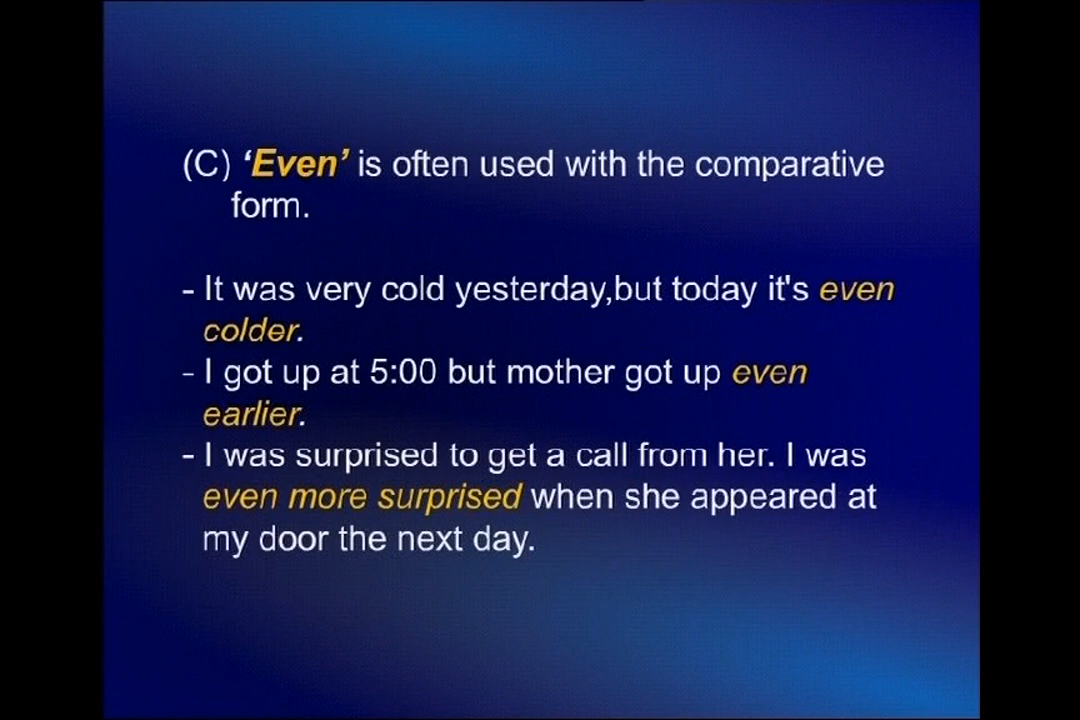 (C) ‘Even’ is often used with the comparative
form.
- It was very cold yesterday,but today it's even
colder.
- I got up at 5:00 but mother got up even
earlier.
- I was surprised to get a call from her. I was
even more surprised when she appeared at
my door the next day.